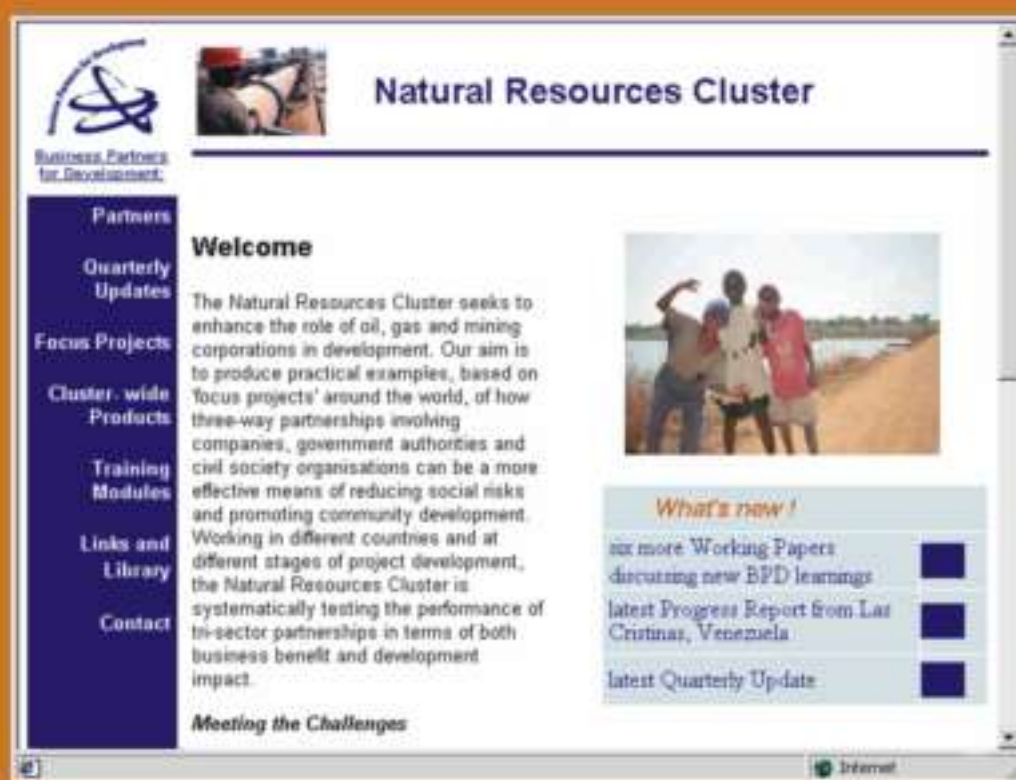 Natural Resources Cluster
Business Partners
for Development:
Partners
Quarterly
Updates
Focus Projects
Cluster-wide
Products
Training
Modules
Links and
Library
Contact
Welcome
The Natural Resources Cluster seeks to
enhance the role of oil, gas and mining
corporations in development. Our aim is
to produce practical examples, based on
'focus projects' around the world, of how
three-way partnerships involving
companies, government authorities and
civil society organisations can be a more
effective means of reducing social risks
and promoting community development.
Working in different countries and at
different stages of project development,
the Natural Resources Cluster is
systematically testing the performance of
tri-sector partnerships in terms of both
business benefit and development
impact.
Meeting the Challenges
What's new !
six more Working Papers
discussing new BPD learnings
latest Progress Report from Las
Cristinas, Venezuela
latest Quarterly Update
Internet